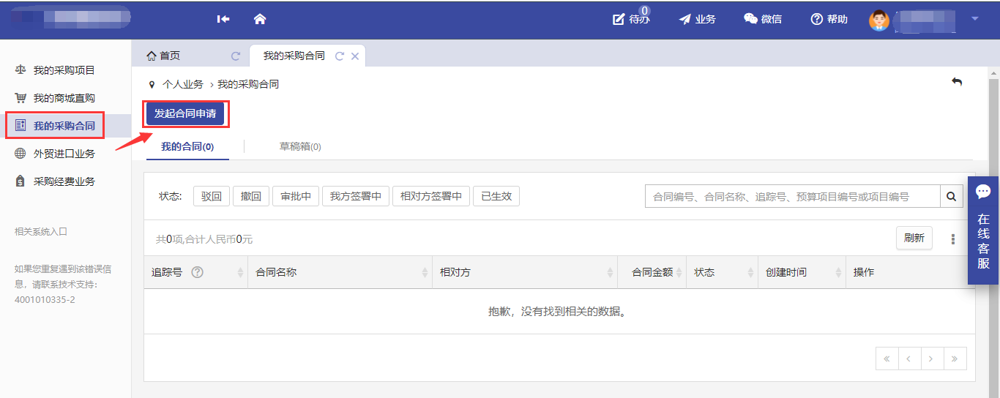 0
待办
业务
微信
帮助
首页
我的采购合同
我的采购项目
我的商城直购
我的采购合同
外贸进口业务
采购经费业务
相关系统入口
如果您重复遇到该错误信
息，请联系技术支持：
4001010335-2
个人业务 › 我的采购合同
发起合同申请
我的合同(0)
草稿箱(0)
状态: 驳回 撤回 审批中 我方签署中 相对方签署中 已生效
合同编号、合同名称、追踪号、预算项目编号或项目编号
共0项,合计人民币0元
刷新
追踪号 合同名称 相对方 合同金额 状态 创建时间 操作
抱歉，没有找到相关的数据。
« ‹ › »
在
线
客
服